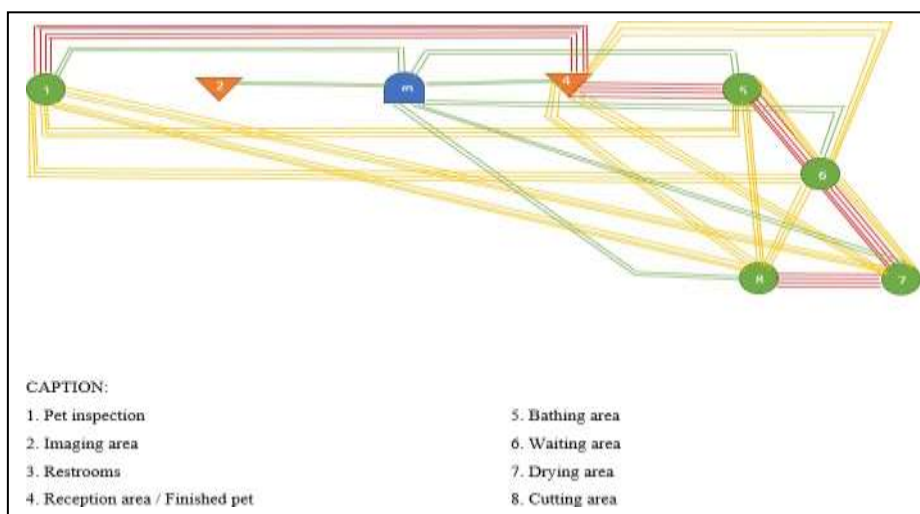 1
2
3
4
5
6
7
8
CAPTION:
1. Pet inspection
2. Imaging area
3. Restrooms
4. Reception area / Finished pet
5. Bathing area
6. Waiting area
7. Drying area
8. Cutting area